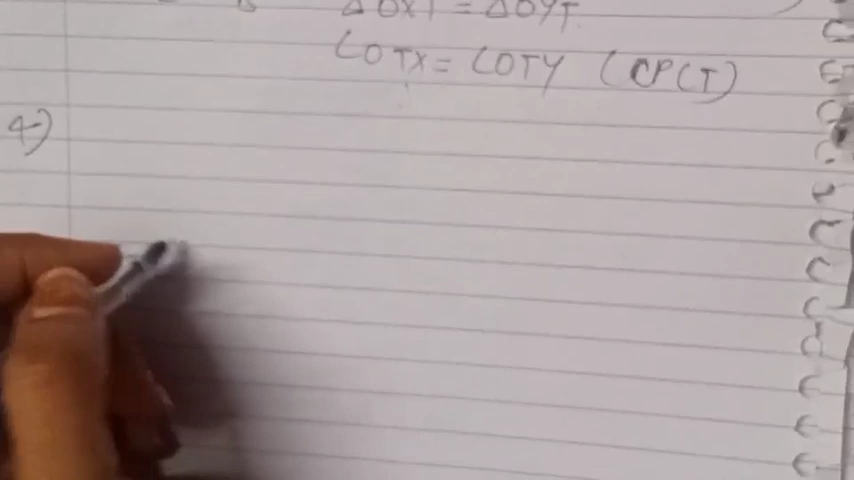 Δ OXT = Δ OYT
∠OTX = ∠OTY (CPCT)
4)